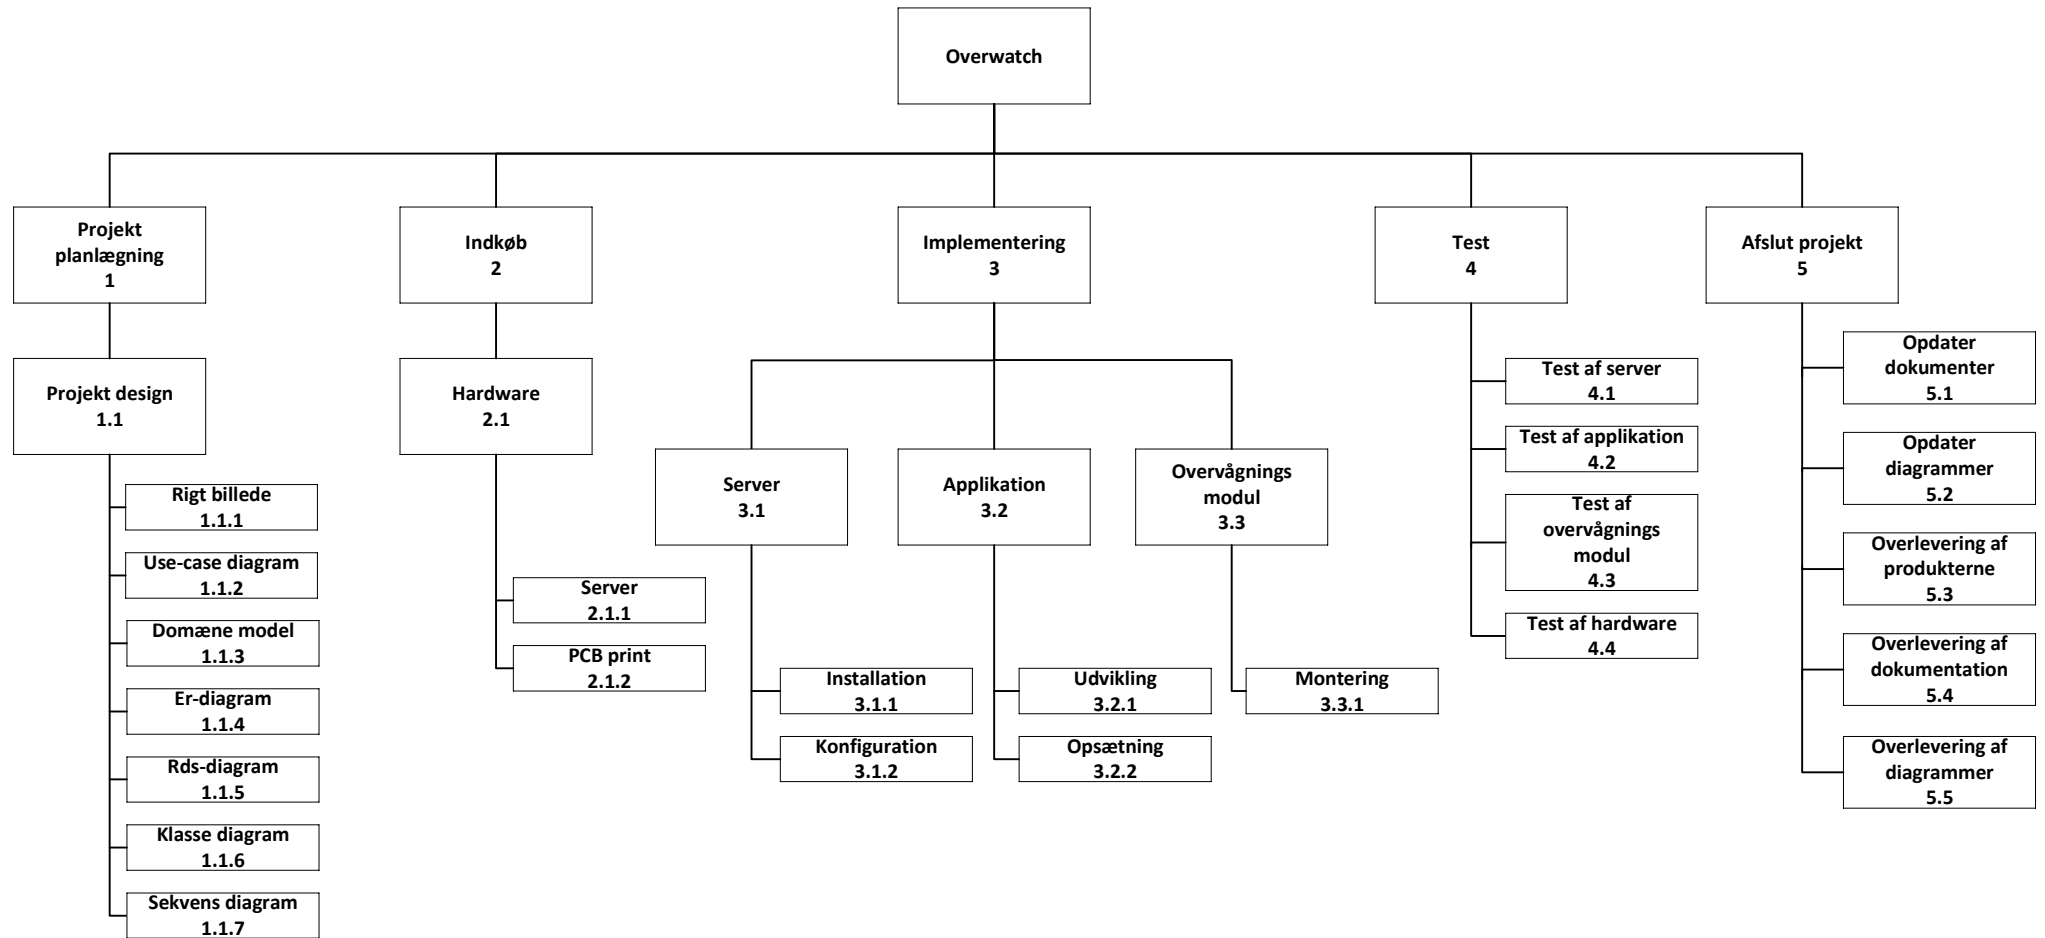 Overwatch
Projekt
planlægning
1
Indkøb
2
Implementering
3
Test
4
Afslut projekt
5
Projekt design
1.1
Rigt billede
1.1.1
Use-case diagram
1.1.2
Domæne model
1.1.3
Er-diagram
1.1.4
Rds-diagram
1.1.5
Klasse diagram
1.1.6
Sekvens diagram
1.1.7
Hardware
2.1
Server
2.1.1
PCB print
2.1.2
Server
3.1
Installation
3.1.1
Konfiguration
3.1.2
Applikation
3.2
Udvikling
3.2.1
Opsætning
3.2.2
Overvågnings
modul
3.3
Montering
3.3.1
Test af server
4.1
Test af applikation
4.2
Test af
overvågnings
modul
4.3
Test af hardware
4.4
Opdater
dokumenter
5.1
Opdater
diagrammer
5.2
Overlevering af
produkterne
5.3
Overlevering af
dokumentation
5.4
Overlevering af
diagrammer
5.5